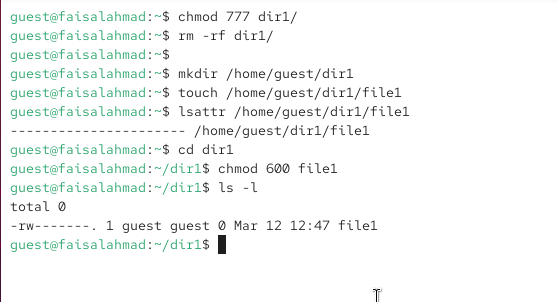 guest@faisalahmad:~$ chmod 777 dir1/
guest@faisalahmad:~$ rm -rf dir1/
guest@faisalahmad:~$
guest@faisalahmad:~$ mkdir /home/guest/dir1
guest@faisalahmad:~$ touch /home/guest/dir1/file1
guest@faisalahmad:~$ lsattr /home/guest/dir1/file1
---------------------- /home/guest/dir1/file1
guest@faisalahmad:~$ cd dir1
guest@faisalahmad:~/dir1$ chmod 600 file1
guest@faisalahmad:~/dir1$ ls -l
total 0
-rw-------. 1 guest guest 0 Mar 12 12:47 file1
guest@faisalahmad:~/dir1$